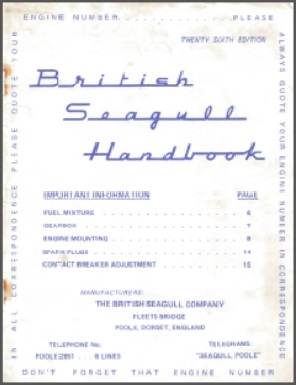 ENGINE NUMBER..................PLEASE
ALWAYS QUOTE YOUR ENGINE NUMBER IN CORRESPONDENCE
TWENTY SIXTH EDITION
British
Seagull
Handbook
IMPORTANT INFORMATION PAGE
FUEL MIXTURE . . . . . . . . . . . . 6
GEARBOX . . . . . . . . . . . . 7
ENGINE MOUNTING . . . . . . . . . . 8
SPARK PLUGS . . . . . . . . . . . 14
CONTACT BREAKER ADJUSTMENT . . . . 15
MANUFACTURERS:
THE BRITISH SEAGULL COMPANY
FLEETS BRIDGE
POOLE, DORSET, ENGLAND
TELEPHONE No. TELEGRAMS:
POOLE 2651 . . 8 LINES "SEAGULL POOLE"
DON'T FORGET THAT ENGINE NUMBER
IN ALL CORRESPONDENCE PLEASE QUOTE YOUR